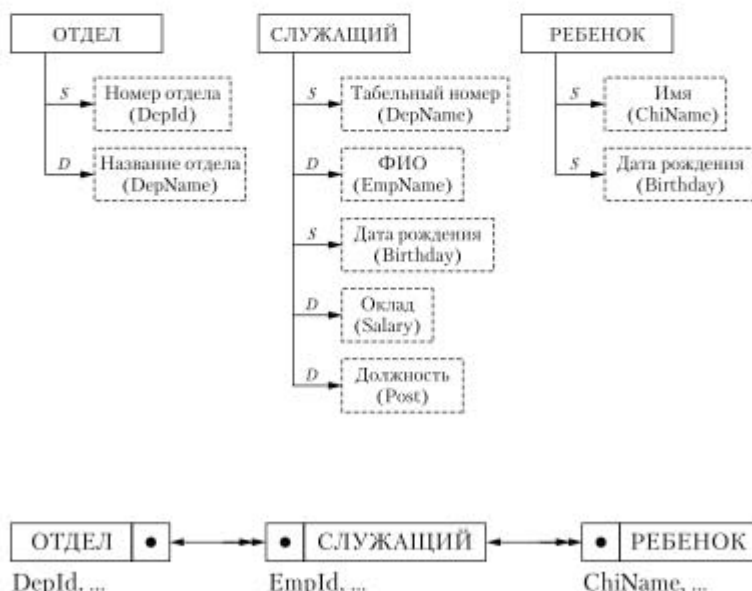 ОТДЕЛ
S
Номер отдела
(DepId)
D
Название отдела
(DepName)
СЛУЖАЩИЙ
S
Табельный номер
(DepName)
D
ФИО
(EmpName)
S
Дата рождения
(Birthday)
D
Оклад
(Salary)
D
Должность
(Post)
РЕБЕНОК
S
Имя
(ChiName)
S
Дата рождения
(Birthday)
ОТДЕЛ
СЛУЖАЩИЙ
РЕБЕНОК
DepId, ...
EmpId, ...
ChiName, ...